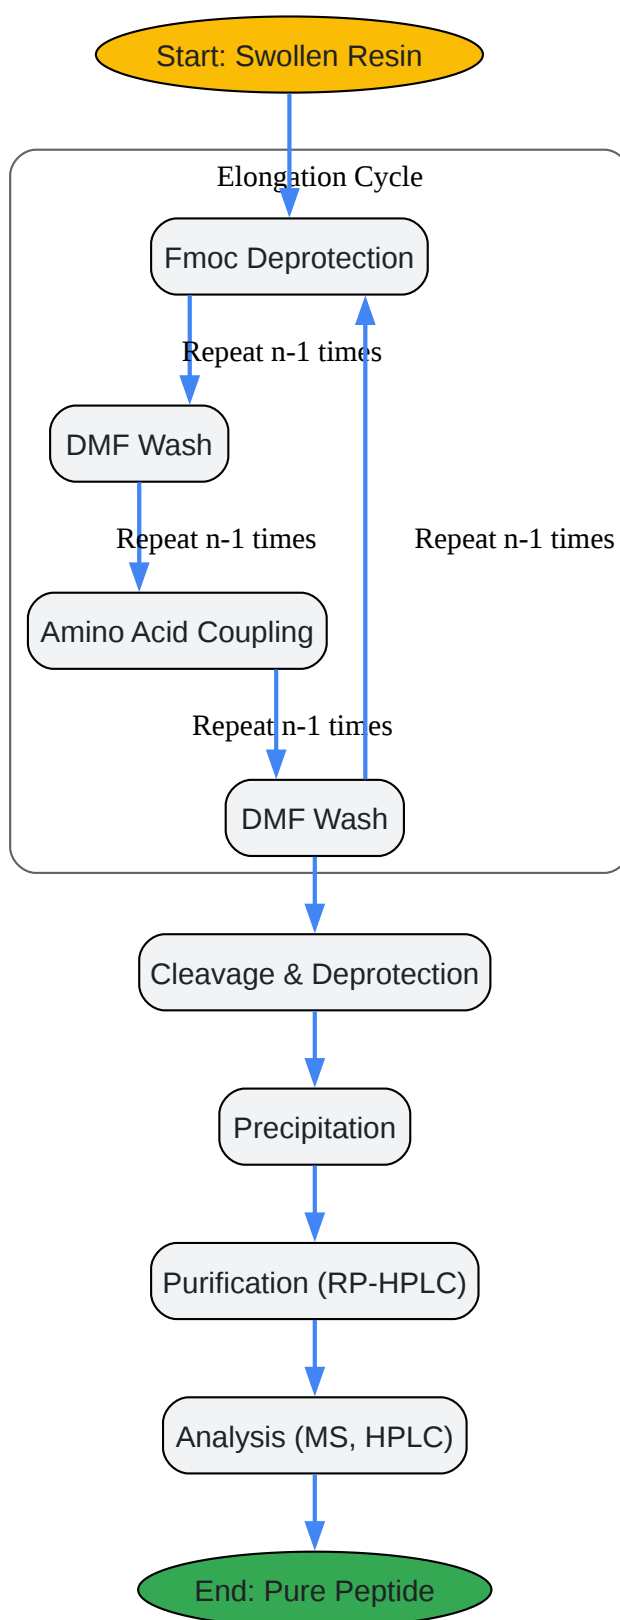 Start: Swollen Resin
Elongation Cycle
Fmoc Deprotection
Repeat n-1 times
DMF Wash
Repeat n-1 times
Repeat n-1 times
Amino Acid Coupling
Repeat n-1 times
DMF Wash
Cleavage & Deprotection
Precipitation
Purification (RP-HPLC)
Analysis (MS, HPLC)
End: Pure Peptide